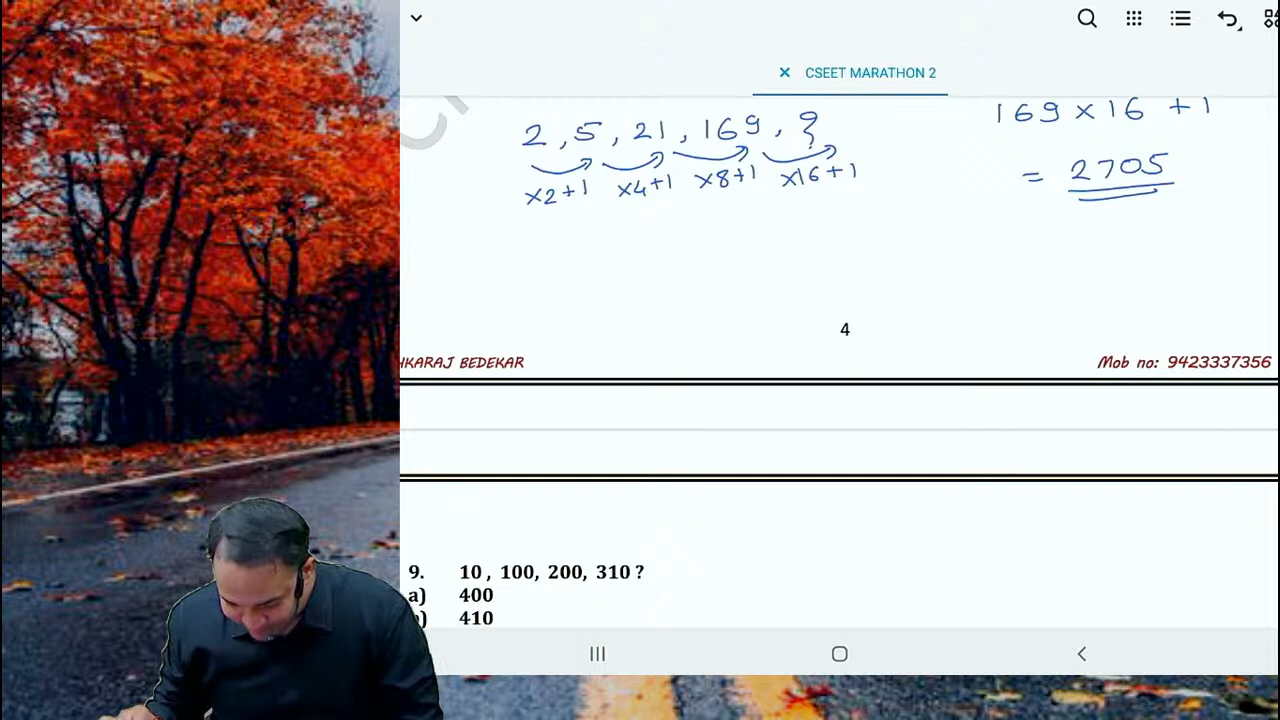 CSEET MARATHON 2
2 , 5 , 21 , 169 , ?
×2+1 ×4+1 ×8+1 ×16+1
169 × 16 + 1
= 2705
4
HKARAJ BEDEKAR
Mob no: 9423337356
9. 10 , 100, 200, 310 ?
a) 400
410